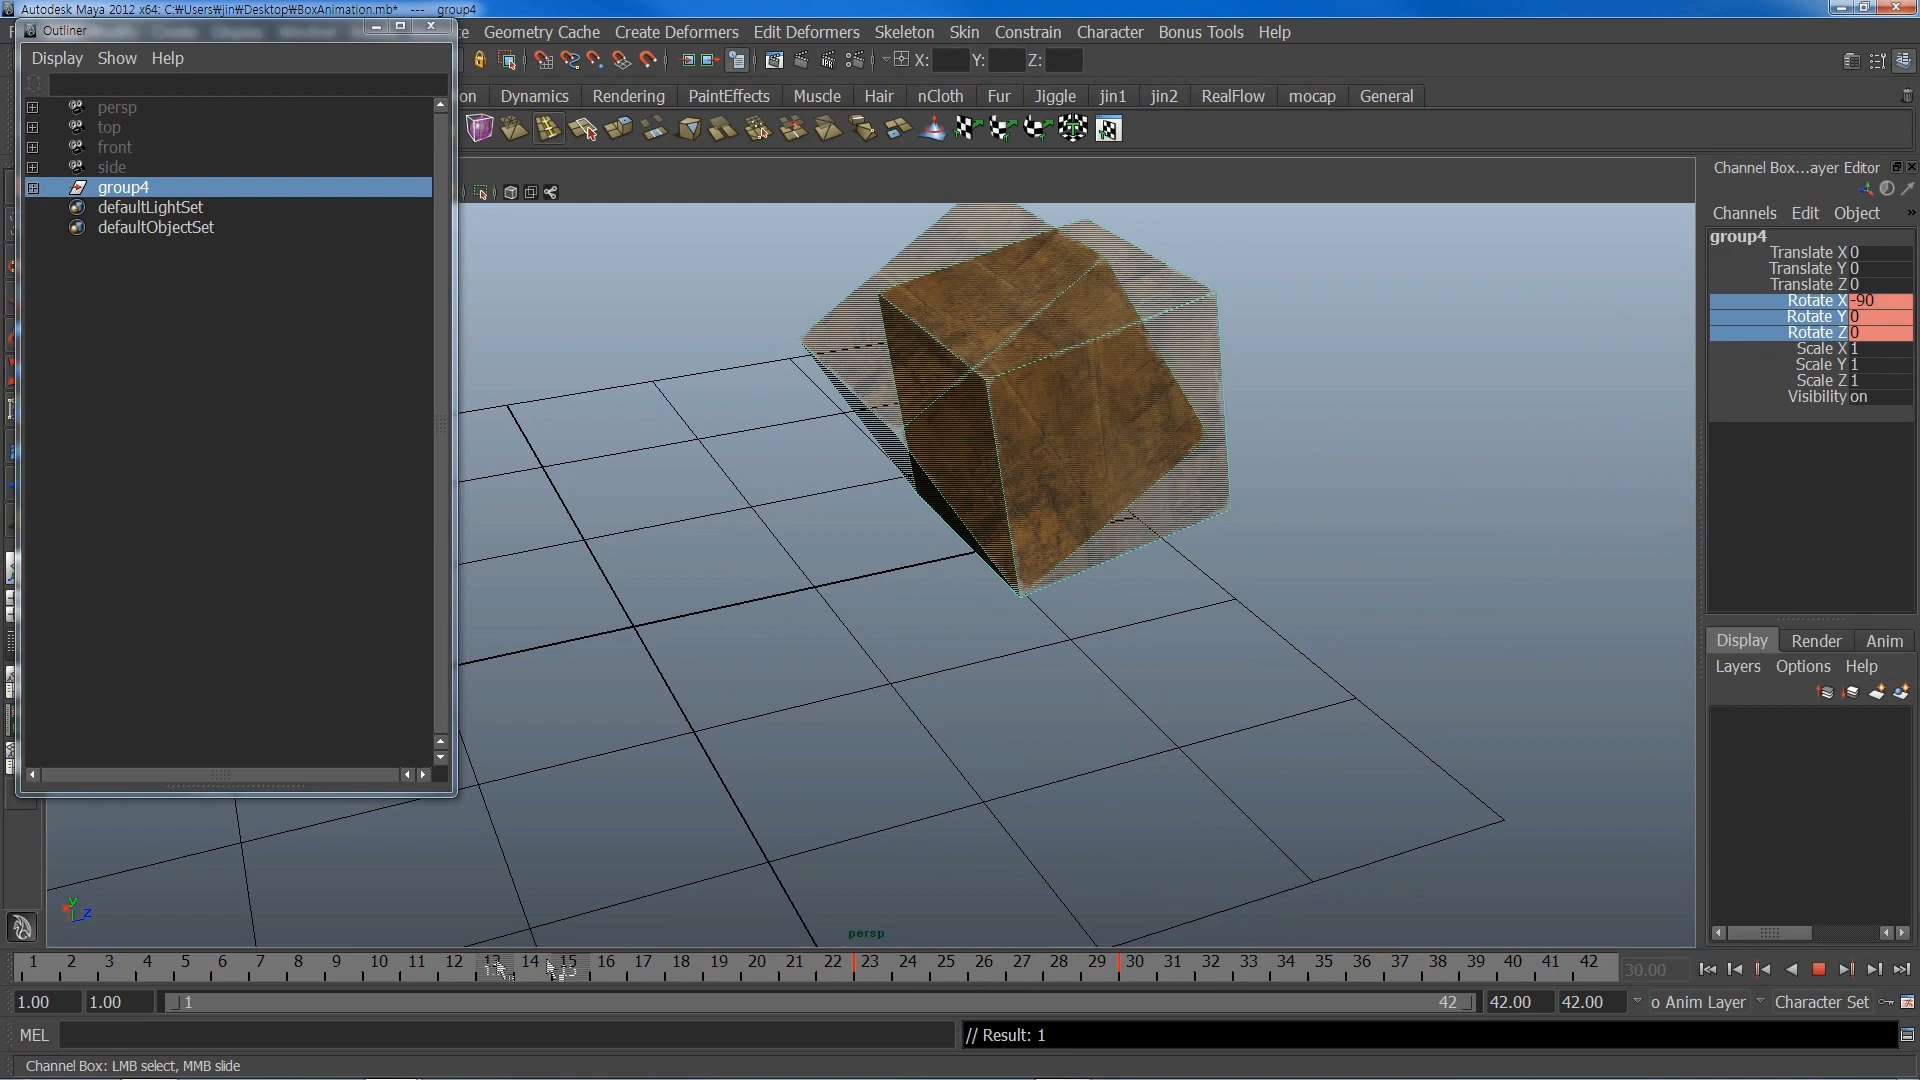 Autodesk Maya 2012 x64: C:₩Users₩jin₩Desktop₩BoxAnimation.mb*   ---   group4
Outliner
Geometry Cache Create Deformers Edit Deformers Skeleton Skin Constrain Character Bonus Tools Help
Display Show Help
X: Y: Z:
Dynamics Rendering PaintEffects Muscle Hair nCloth Fur Jiggle jin1 jin2 RealFlow mocap General
persp
top
front
side
group4
defaultLightSet
defaultObjectSet
Channel Box...ayer Editor
Channels Edit Object
group4
Translate X 0
Translate Y 0
Translate Z 0
Rotate X -90
Rotate Y 0
Rotate Z 0
Scale X 1
Scale Y 1
Scale Z 1
Visibility on
Display Render Anim
Layers Options Help
y
z
persp
1 2 3 4 5 6 7 8 9 10 11 12 13 14 15 16 17 18 19 20 21 22 23 24 25 26 27 28 29 30 31 32 33 34 35 36 37 38 39 40 41 42
30.00
1.00 1.00 1 42 42.00 42.00 o Anim Layer Character Set
MEL // Result: 1
Channel Box: LMB select, MMB slide